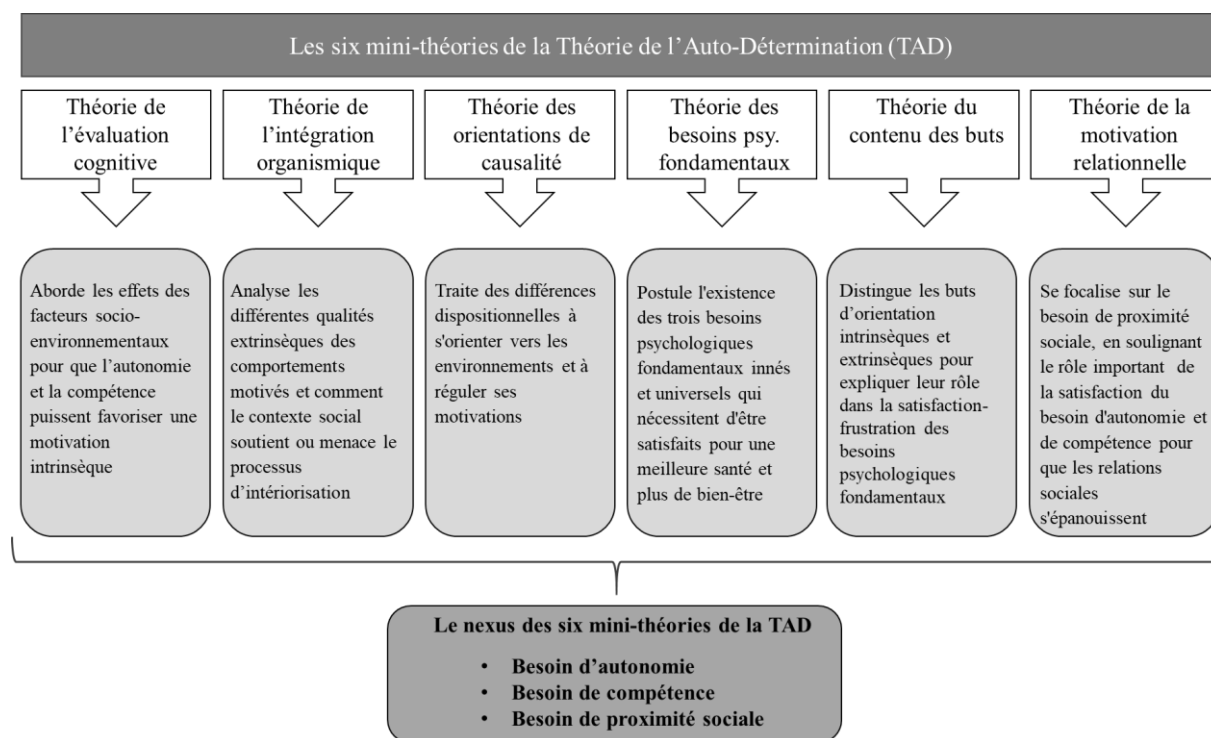 Les six mini-théories de la Théorie de l'Auto-Détermination (TAD)
Théorie de
l'évaluation
cognitive
Théorie de
l'intégration
organismique
Théorie des
orientations de
causalité
Théorie des
besoins psy.
fondamentaux
Théorie du
contenu des buts
Théorie de la
motivation
relationnelle
Aborde les effets des
facteurs socio-
environnementaux
pour que l'autonomie
et la compétence
puissent favoriser une
motivation
intrinsèque
Analyse les
différentes qualités
extrinsèques des
comportements
motivés et comment
le contexte social
soutient ou menace le
processus
d'intériorisation
Traite des différences
dispositionnelles à
s'orienter vers les
environnements et à
réguler ses
motivations
Postule l'existence
des trois besoins
psychologiques
fondamentaux innés
et universels qui
nécessitent d'être
satisfaits pour une
meilleure santé et
plus de bien-être
Distingue les buts
d'orientation
intrinsèques et
extrinsèques pour
expliquer leur rôle
dans la satisfaction-
frustration des
besoins
psychologiques
fondamentaux
Se focalise sur le
besoin de proximité
sociale, en soulignant
le rôle important de
la satisfaction du
besoin d'autonomie et
de compétence pour
que les relations
sociales
s'épanouissent
Le nexus des six mini-théories de la TAD
• Besoin d'autonomie
• Besoin de compétence
• Besoin de proximité sociale